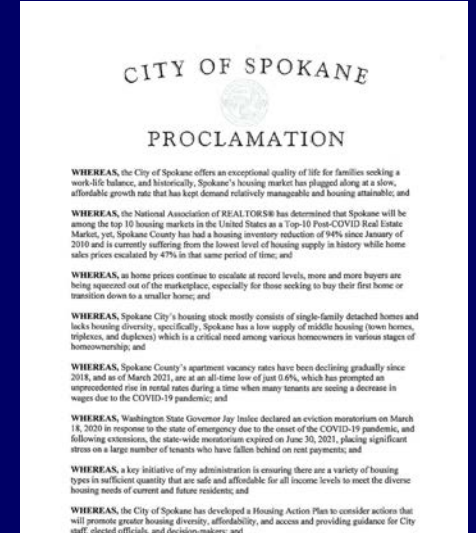 CITY OF SPOKANE
PROCLAMATION
WHEREAS, the City of Spokane offers an exceptional quality of life for families seeking a
work-life balance, and historically, Spokane's housing market has plugged along at a slow,
affordable growth rate that has kept demand relatively manageable and housing attainable; and
WHEREAS, the National Association of REALTORS® has determined that Spokane will be
among the top 10 housing markets in the United States as a Top-10 Post-COVID Real Estate
Market, yet, Spokane County has had a housing inventory reduction of 94% since January of
2010 and is currently suffering from the lowest level of housing supply in history while home
sales prices escalated by 47% in that same period of time; and
WHEREAS, as home prices continue to escalate at record levels, more and more buyers are
being squeezed out of the marketplace, especially for those seeking to buy their first home or
transition down to a smaller home; and
WHEREAS, Spokane City's housing stock mostly consists of single-family detached homes and
lacks housing diversity, specifically, Spokane has a low supply of middle housing (town homes,
triplexes, and duplexes) which is a critical need among various homeowners in various stages of
homeownership; and
WHEREAS, Spokane County's apartment vacancy rates have been declining gradually since
2018, and as of March 2021, are at an all-time low of just 0.6%, which has prompted an
unprecedented rise in rental rates during a time when many tenants are seeing a decrease in
wages due to the COVID-19 pandemic; and
WHEREAS, Washington State Governor Jay Inslee declared an eviction moratorium on March
18, 2020 in response to the state of emergency due to the onset of the COVID-19 pandemic, and
following extensions, the state-wide moratorium expired on June 30, 2021, placing significant
stress on a large number of tenants who have fallen behind on rent payments; and
WHEREAS, a key initiative of my administration is ensuring there are a variety of housing
types in sufficient quantity that are safe and affordable for all income levels to meet the diverse
housing needs of current and future residents; and
WHEREAS, the City of Spokane has developed a Housing Action Plan to consider actions that
will promote greater housing diversity, affordability, and access and providing guidance for City
staff, elected officials, and decision-makers; and